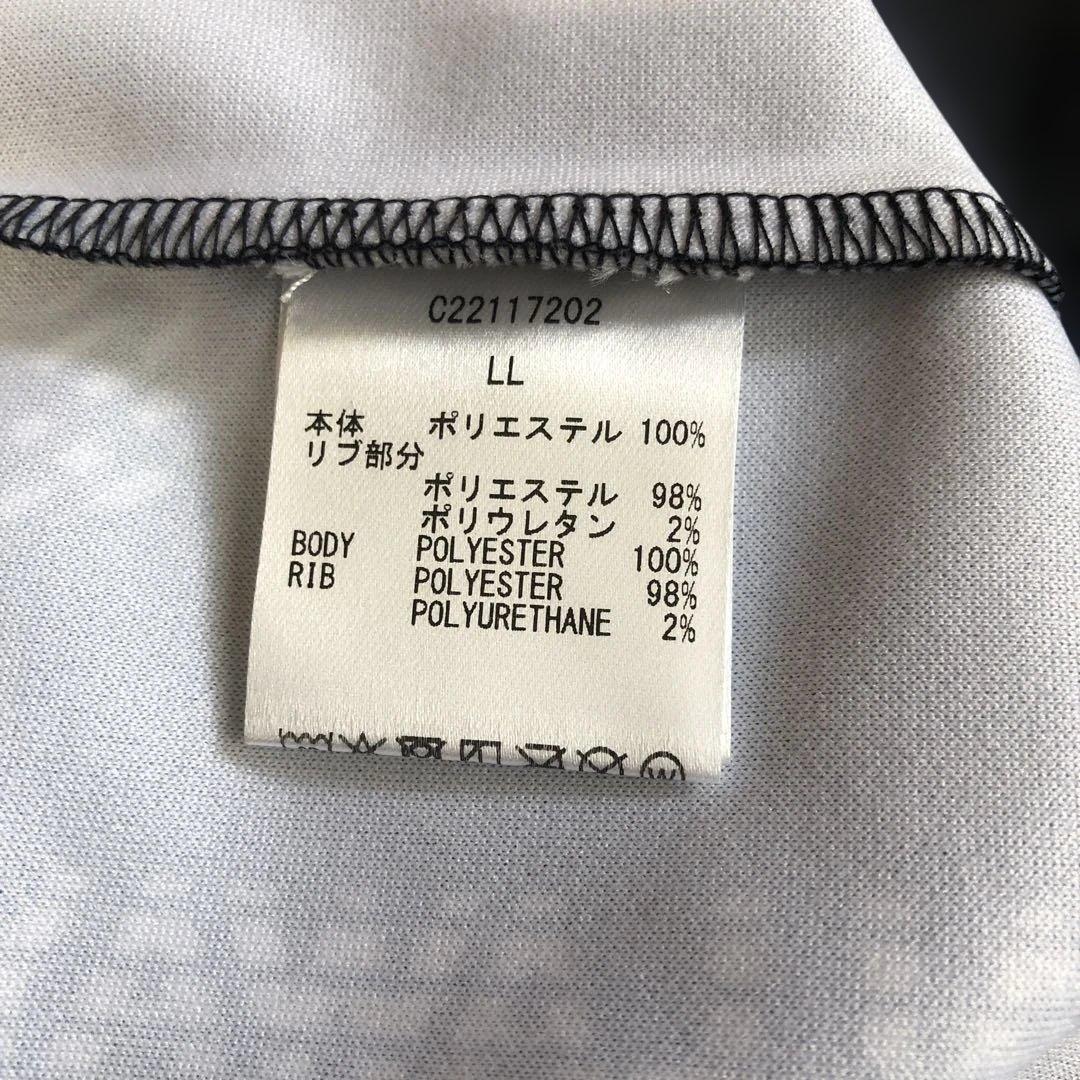 C22117202
LL
本体 ポリエステル 100%
リブ部分
ポリエステル 98%
ポリウレタン 2%
BODY POLYESTER 100%
RIB POLYESTER 98%
POLYURETHANE 2%
W